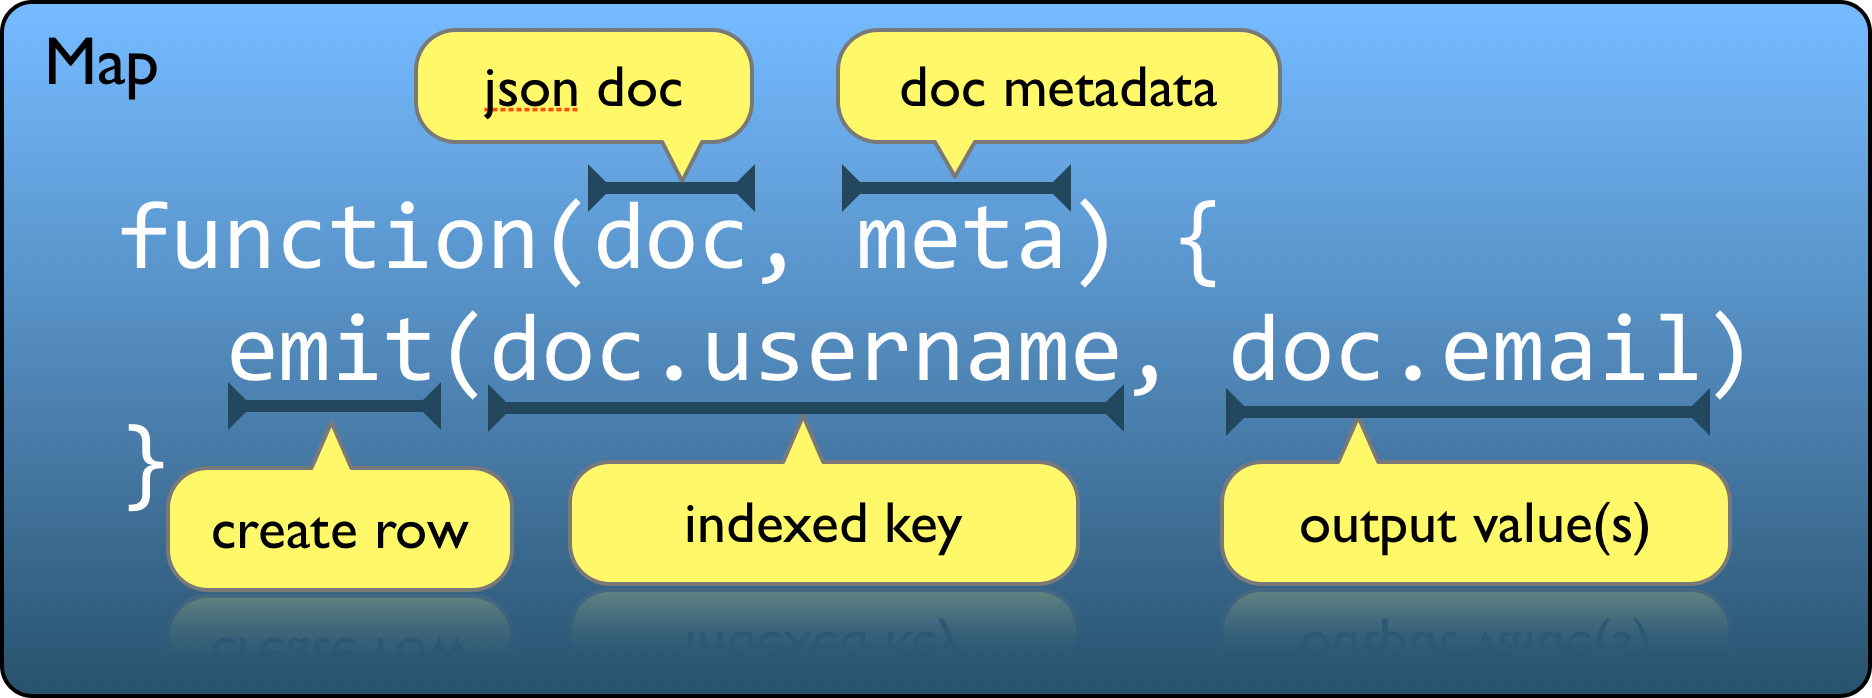 Map
json doc
doc metadata
function(doc, meta) {
emit(doc.username, doc.email)
}
create row
indexed key
output value(s)